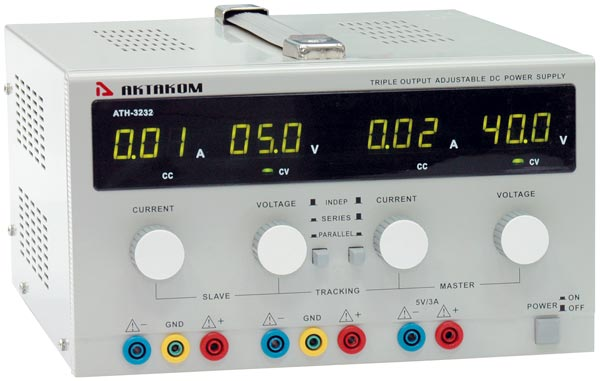 AKTAKOM
TRIPLE OUTPUT ADJUSTABLE DC POWER SUPPLY
ATH-3232
0.01 A 05.0 V 0.02 A 40.0 V
CC CV CC CV
CURRENT VOLTAGE CURRENT VOLTAGE
INDEP
SERIES
PARALLEL
SLAVE TRACKING MASTER
POWER ON
OFF
- GND + - GND + - 5V/3A +